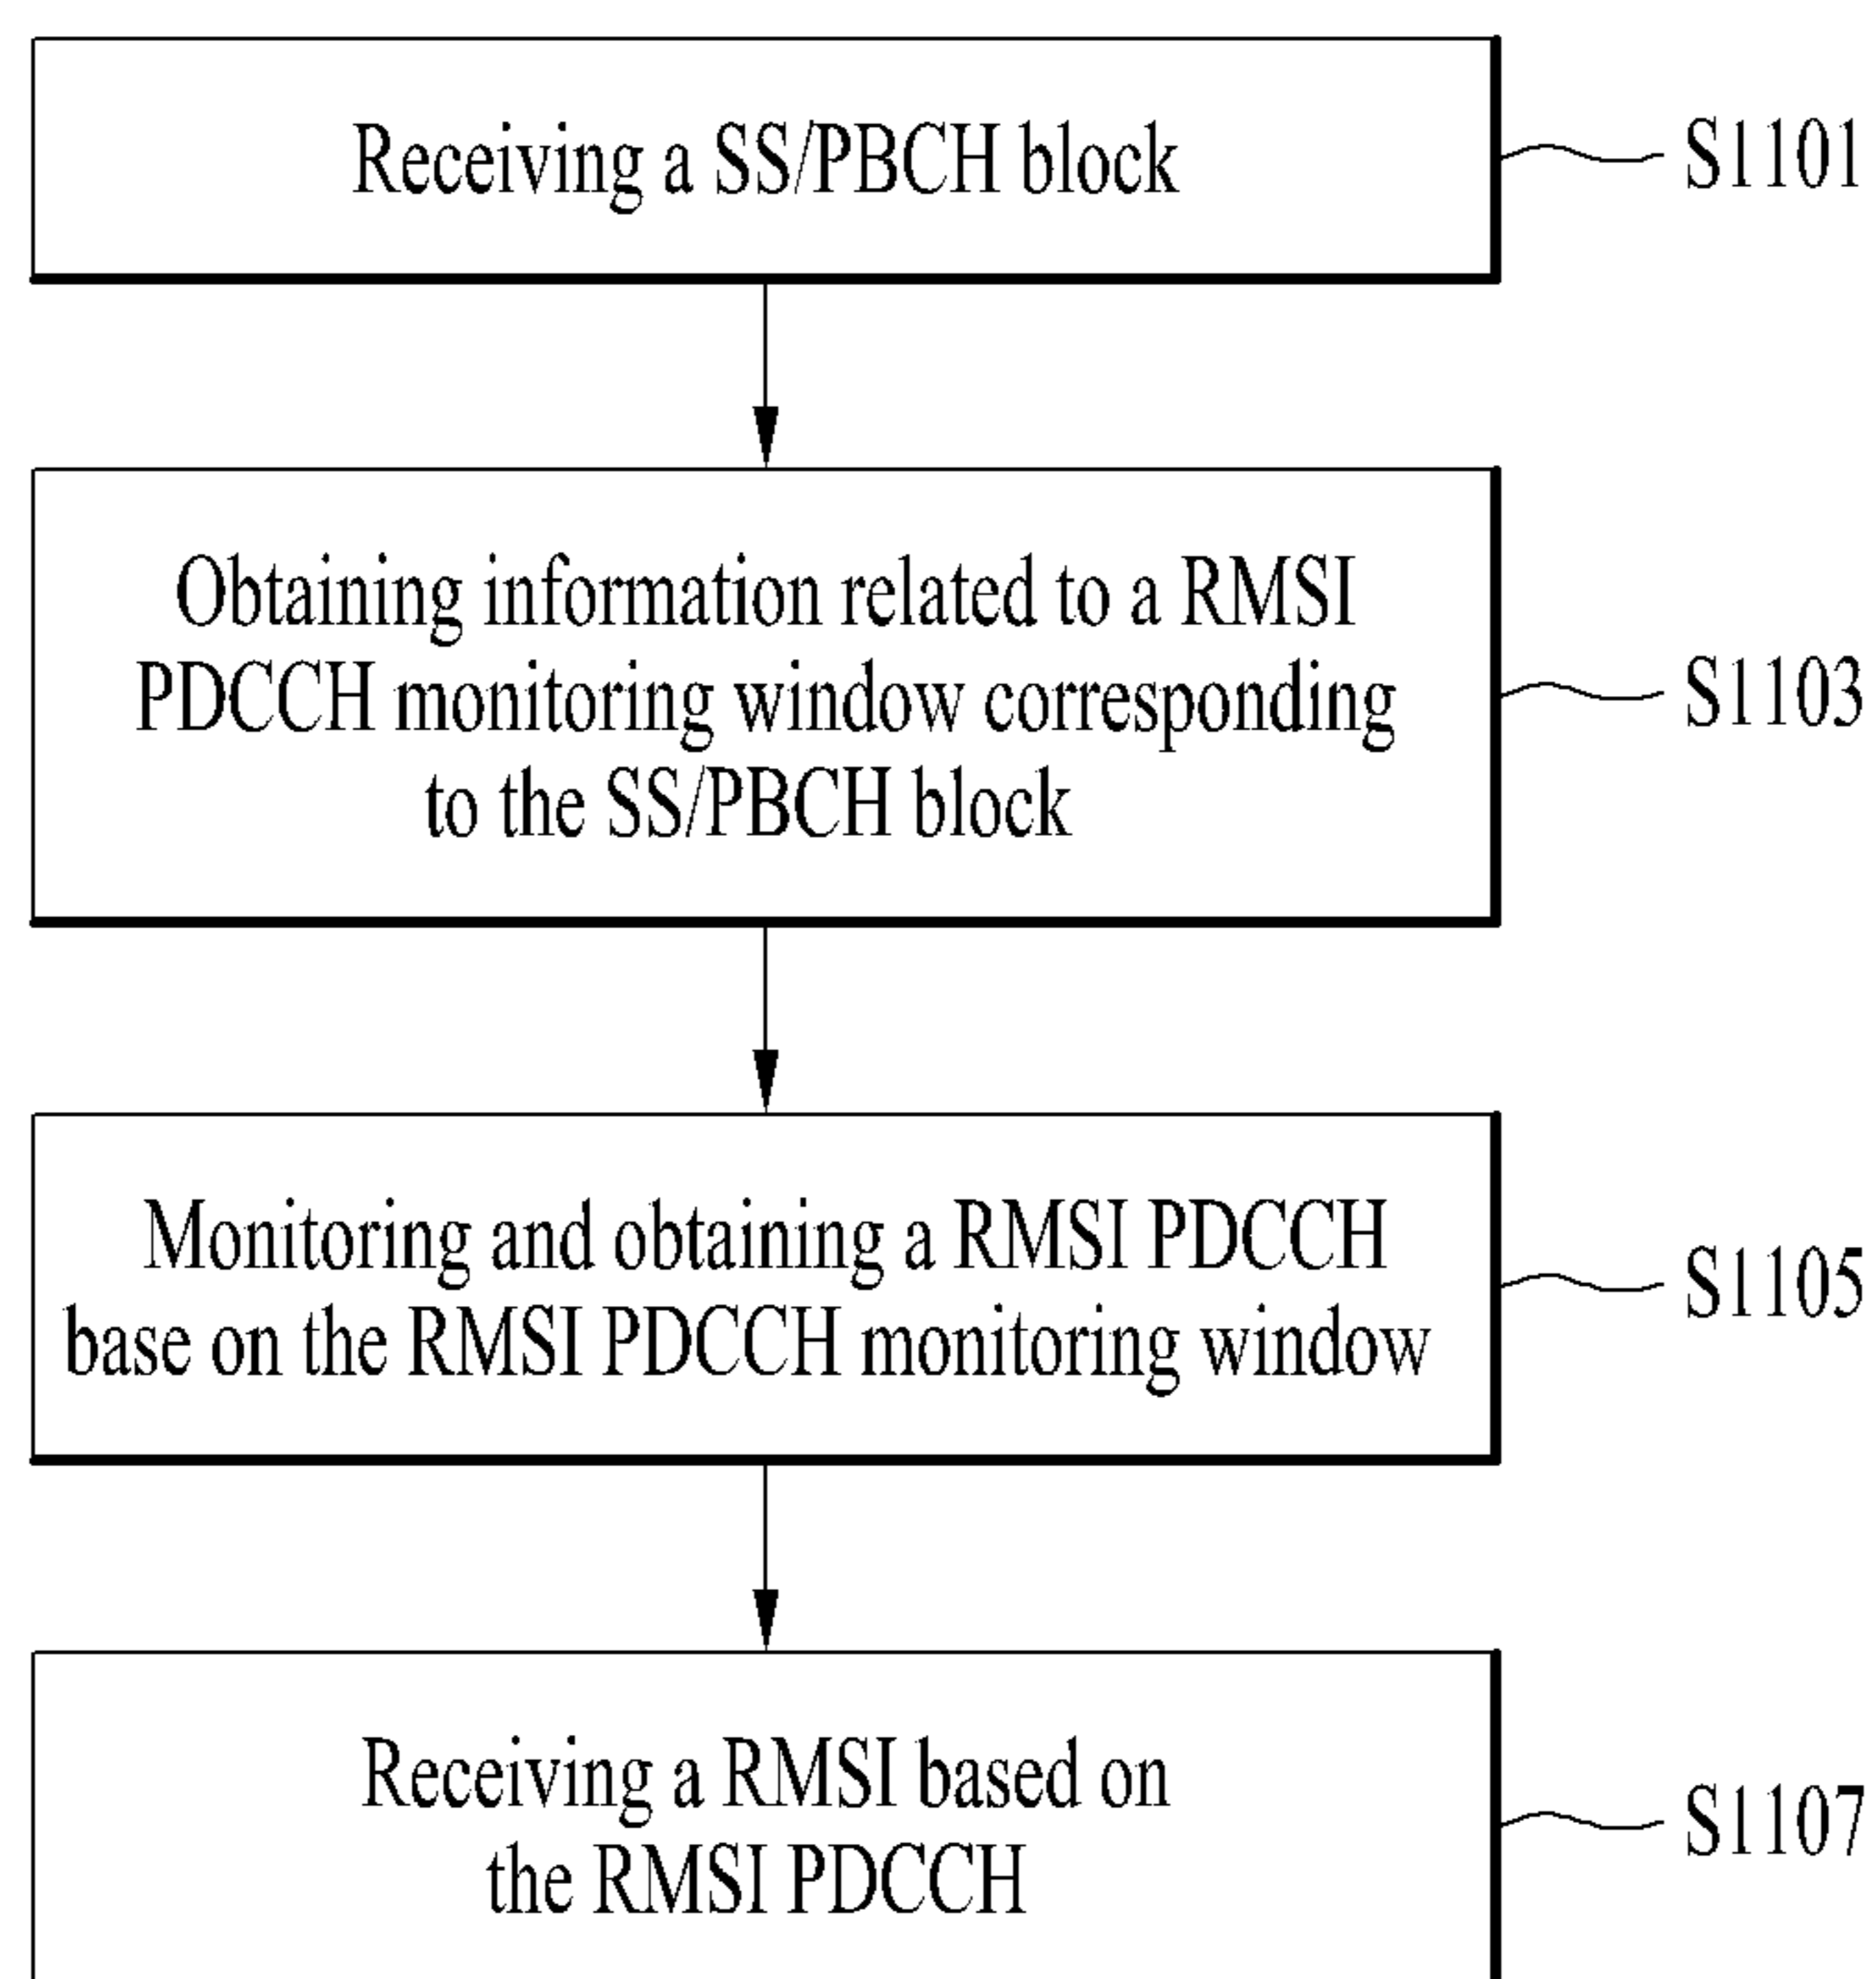 Receiving a SS/PBCH block
S1101
Obtaining information related to a RMSI
PDCCH monitoring window corresponding
to the SS/PBCH block
S1103
Monitoring and obtaining a RMSI PDCCH
base on the RMSI PDCCH monitoring window
S1105
Receiving a RMSI based on
the RMSI PDCCH
S1107